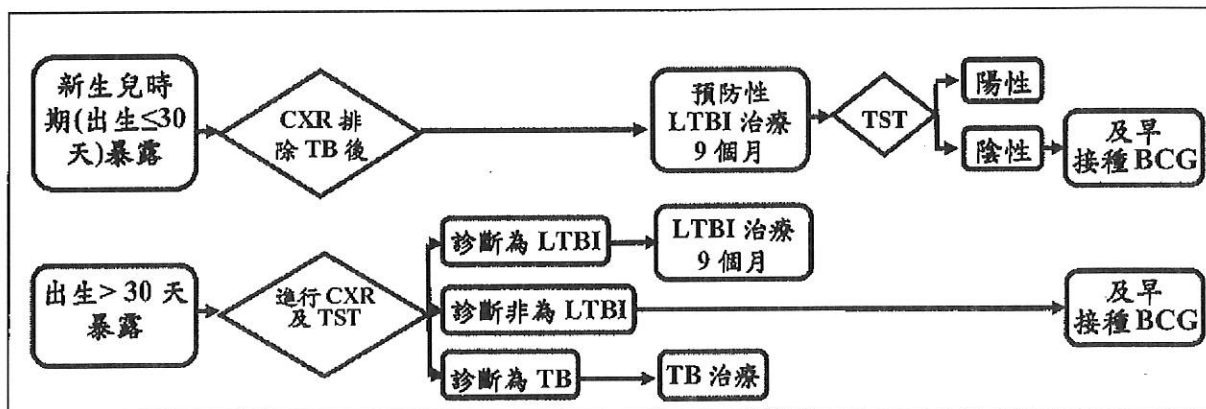 新生兒時
期(出生≤30
天)暴露
CXR 排
除 TB 後
預防性
LTBI 治療
9 個月
TST
陽性
陰性
及早
接種 BCG
出生> 30 天
暴露
進行 CXR
及 TST
診斷為 LTBI
LTBI 治療
9 個月
診斷非為 LTBI
及早
接種 BCG
診斷為 TB
TB 治療